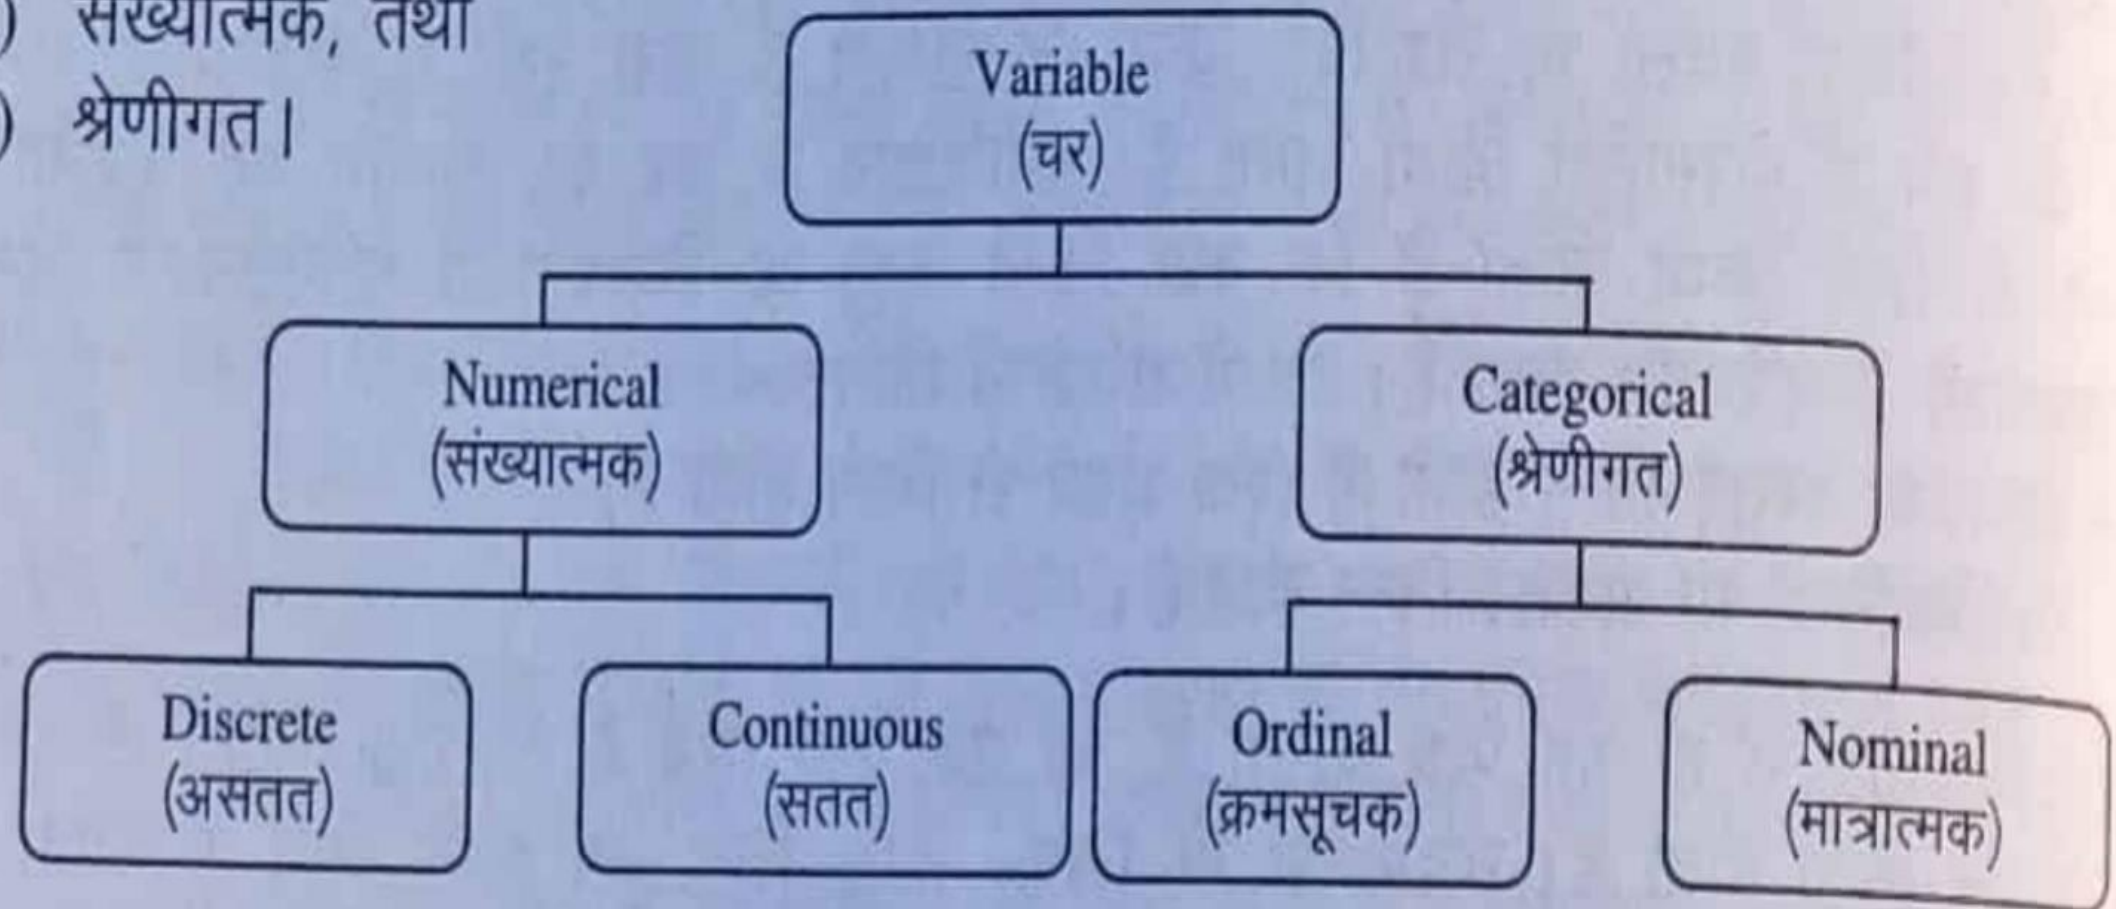 ) संख्यात्मक, तथा
) श्रेणीगत।
Variable
(चर)
Numerical
(संख्यात्मक)
Categorical
(श्रेणीगत)
Discrete
(असतत)
Continuous
(सतत)
Ordinal
(क्रमसूचक)
Nominal
(मात्रात्मक)